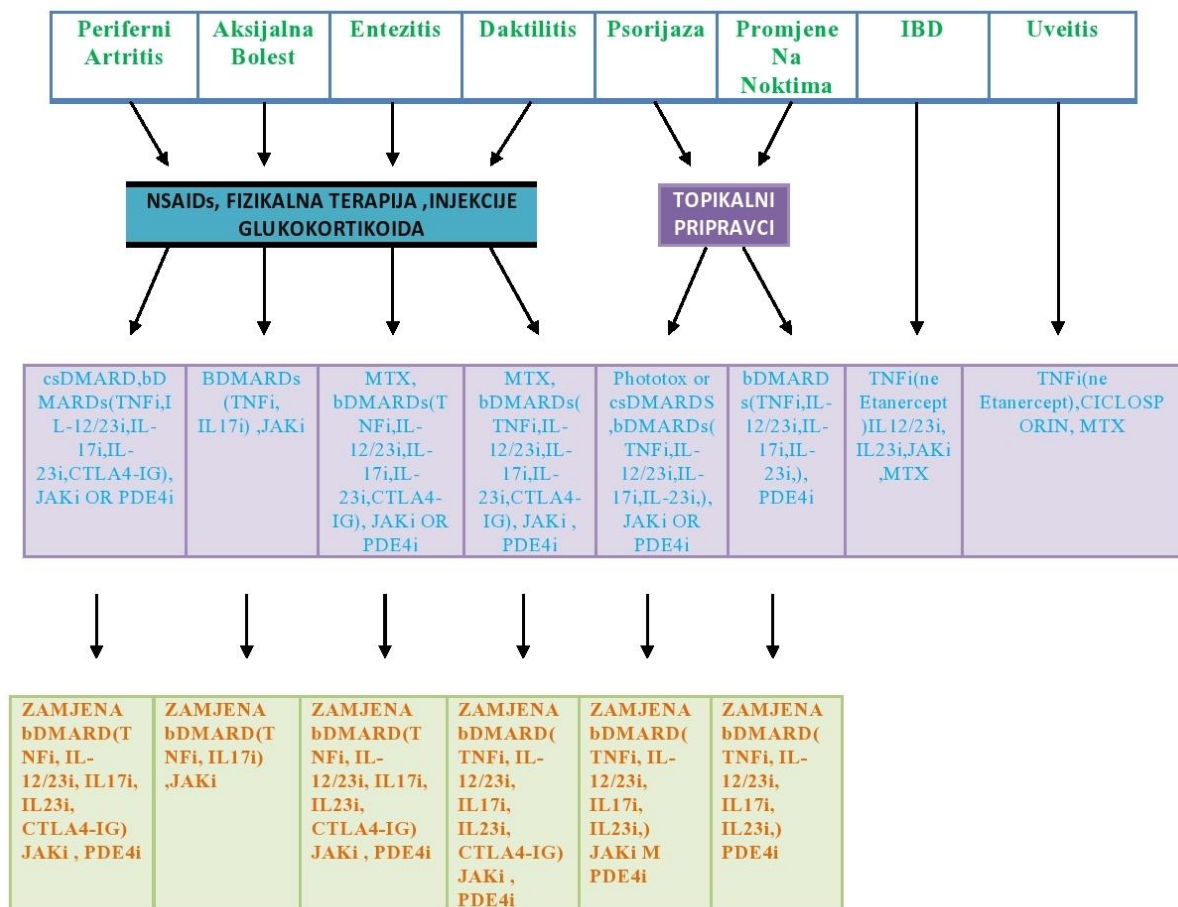 Periferni
Artritis
Aksijalna
Bolest
Entezitis
Daktilitis
Psorijaza
Promjene
Na
Noktima
IBD
Uveitis
NSAIDs, FIZIKALNA TERAPIJA ,INJEKCIJE
GLUKOKORTIKOIDA
TOPIKALNI
PRIPRAVCI
csDMARD,bD
MARDs(TNFi,I
L-12/23i,IL-
17i,IL-
23i,CTLA4-IG),
JAKi OR PDE4i
BDMARDs
(TNFi,
IL17i) ,JAKi
MTX,
bDMARDs(T
NFi,IL-
12/23i,IL-
17i,IL-
23i,CTLA4-
IG), JAKi OR
PDE4i
MTX,
bDMARDs(
TNFi,IL-
12/23i,IL-
17i,IL-
23i,CTLA4-
IG), JAKi ,
PDE4i
Phototox or
csDMARDS
,bDMARDs(
TNFi,IL-
12/23i,IL-
17i,IL-23i,),
JAKi OR
PDE4i
bDMARD
s(TNFi,IL-
12/23i,IL-
17i,IL-
23i,),
PDE4i
TNFi(ne
Etanercept
)IL12/23i,
IL23i,JAKi
,MTX
TNFi(ne
Etanercept),CICLOSP
ORIN, MTX
ZAMJENA
bDMARD(T
NFi, IL-
12/23i, IL17i,
IL23i,
CTLA4-IG)
JAKi , PDE4i
ZAMJENA
bDMARD(T
NFi, IL17i)
,JAKi
ZAMJENA
bDMARD(T
NFi, IL-
12/23i, IL17i,
IL23i,
CTLA4-IG)
JAKi , PDE4i
ZAMJENA
bDMARD(
TNFi, IL-
12/23i,
IL17i,
IL23i,
CTLA4-IG)
JAKi ,
PDE4i
ZAMJENA
bDMARD(
TNFi, IL-
12/23i,
IL17i,
IL23i,)
JAKi M
PDE4i
ZAMJENA
bDMARD(
TNFi, IL-
12/23i,
IL17i,
IL23i,)
PDE4i